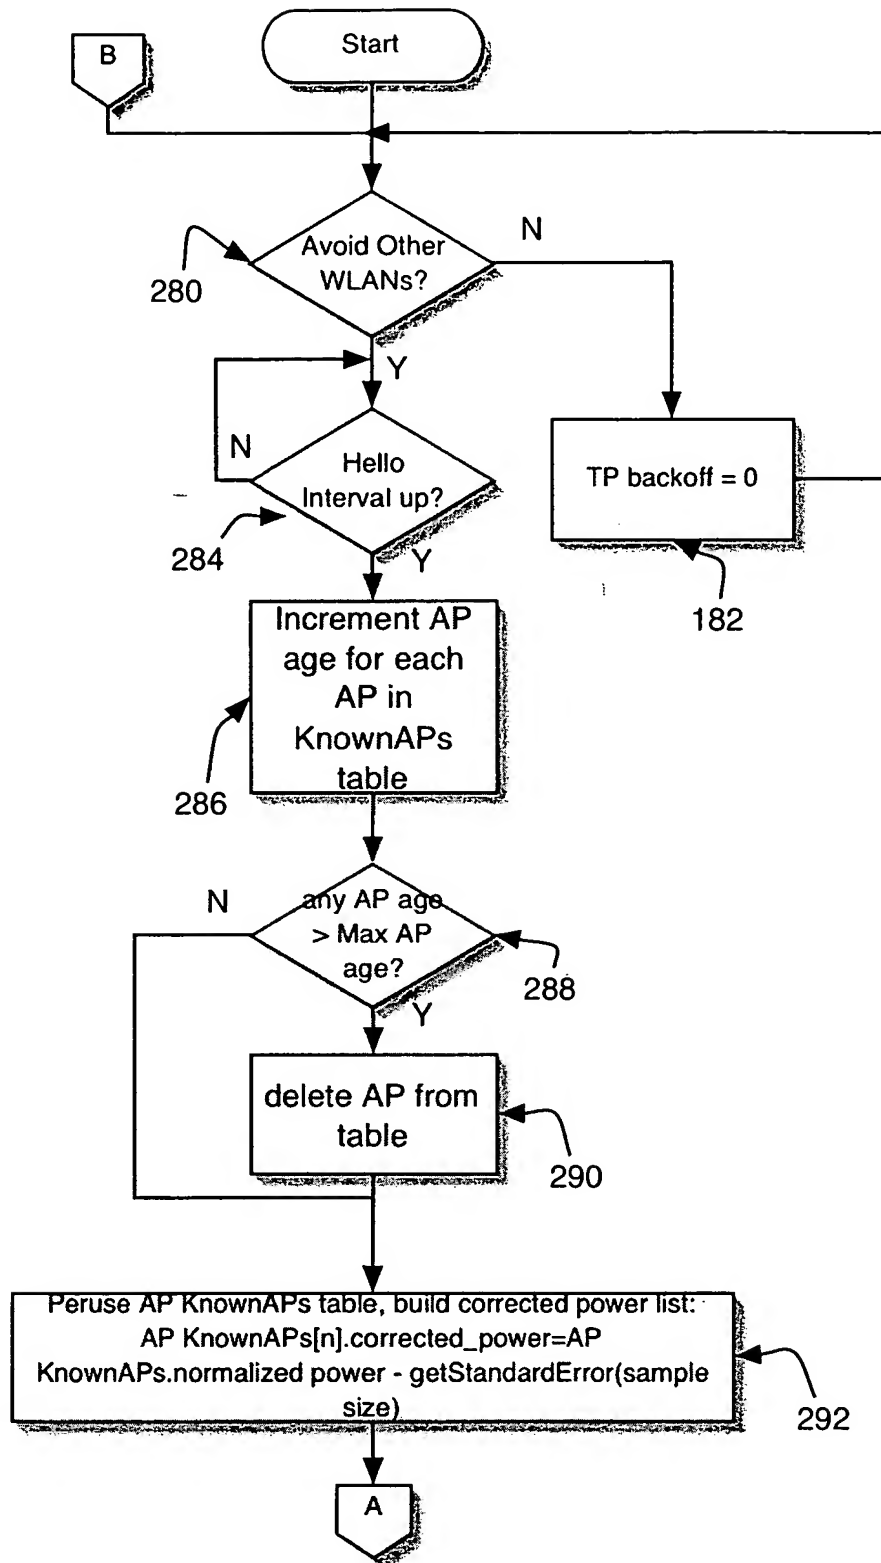 B
Start
Avoid Other
WLANs?
N
280
Y
N
Hello
Interval up?
TP backoff = 0
284
Y
182
Increment AP
age for each
AP in
KnownAPs
table
286
N
any AP age
> Max AP
age?
288
Y
delete AP from
table
290
Peruse AP KnownAPs table, build corrected power list:
AP KnownAPs[n].corrected_power=AP
KnownAPs.normalized power - getStandardError(sample
size)
292
A